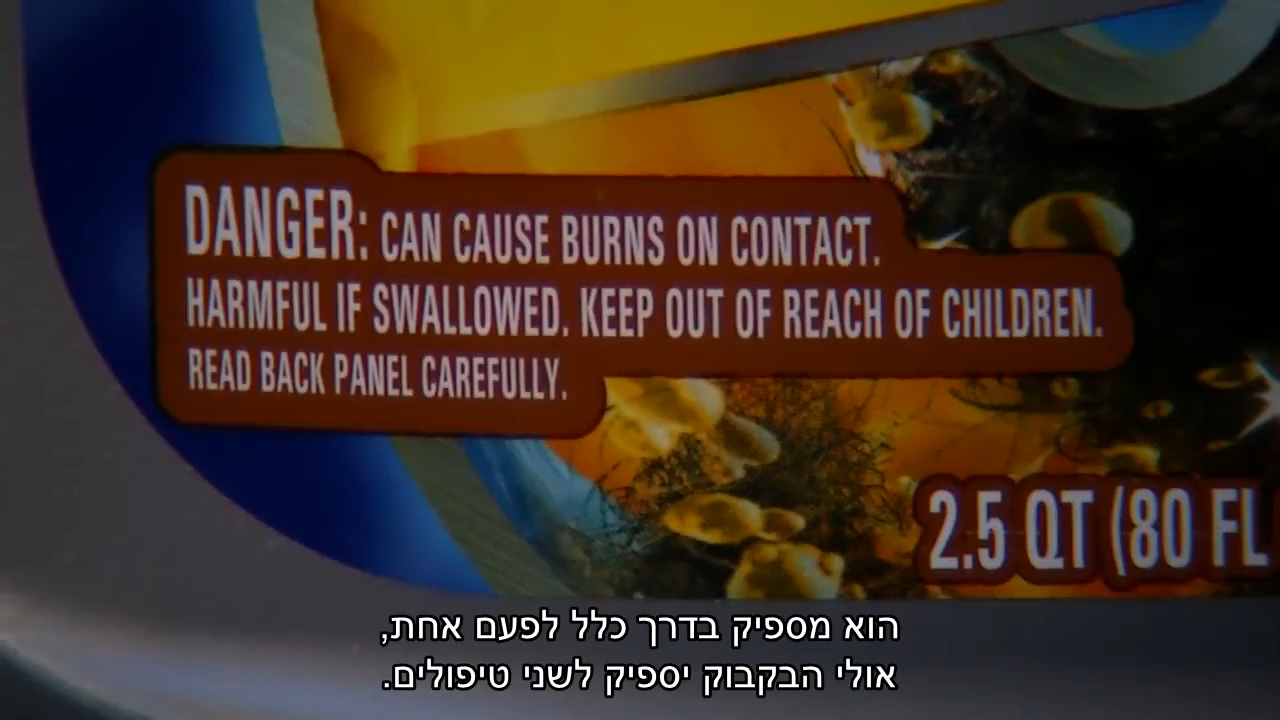 DANGER: CAN CAUSE BURNS ON CONTACT.
HARMFUL IF SWALLOWED. KEEP OUT OF REACH OF CHILDREN.
READ BACK PANEL CAREFULLY.
2.5 QT (80 FL
הוא מספיק בדרך כלל לפעם אחת,
אולי הבקבוק יספיק לשני טיפולים.